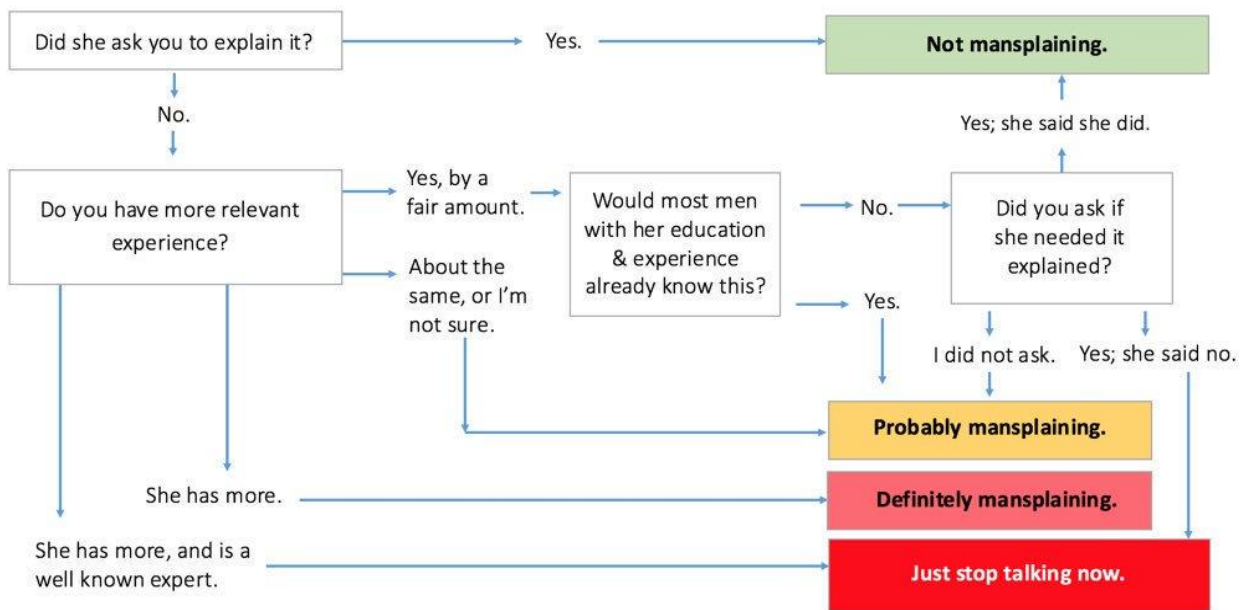 Did she ask you to explain it?
Yes.
Not mansplaining.
No.
Yes; she said she did.
Do you have more relevant
experience?
Yes, by a
fair amount.
Would most men
with her education
& experience
already know this?
No.
Did you ask if
she needed it
explained?
About the
same, or I'm
not sure.
Yes.
I did not ask.
Yes; she said no.
Probably mansplaining.
She has more.
Definitely mansplaining.
She has more, and is a
well known expert.
Just stop talking now.